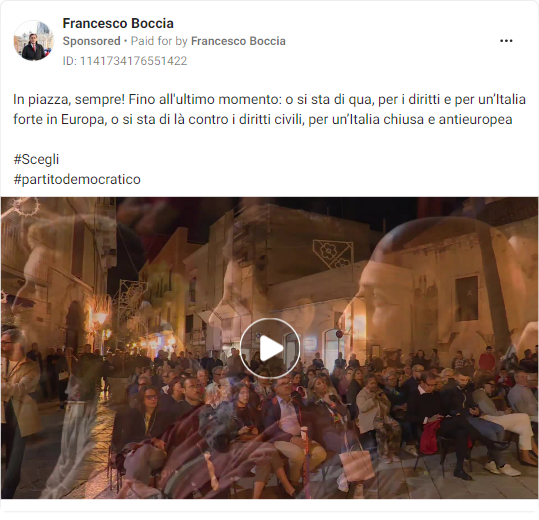 Francesco Boccia
Sponsored • Paid for by Francesco Boccia
ID: 1141734176551422
In piazza, sempre! Fino all'ultimo momento: o si sta di qua, per i diritti e per un'Italia
forte in Europa, o si sta di là contro i diritti civili, per un'Italia chiusa e antieuropea
#Scegli
#partitodemocratico